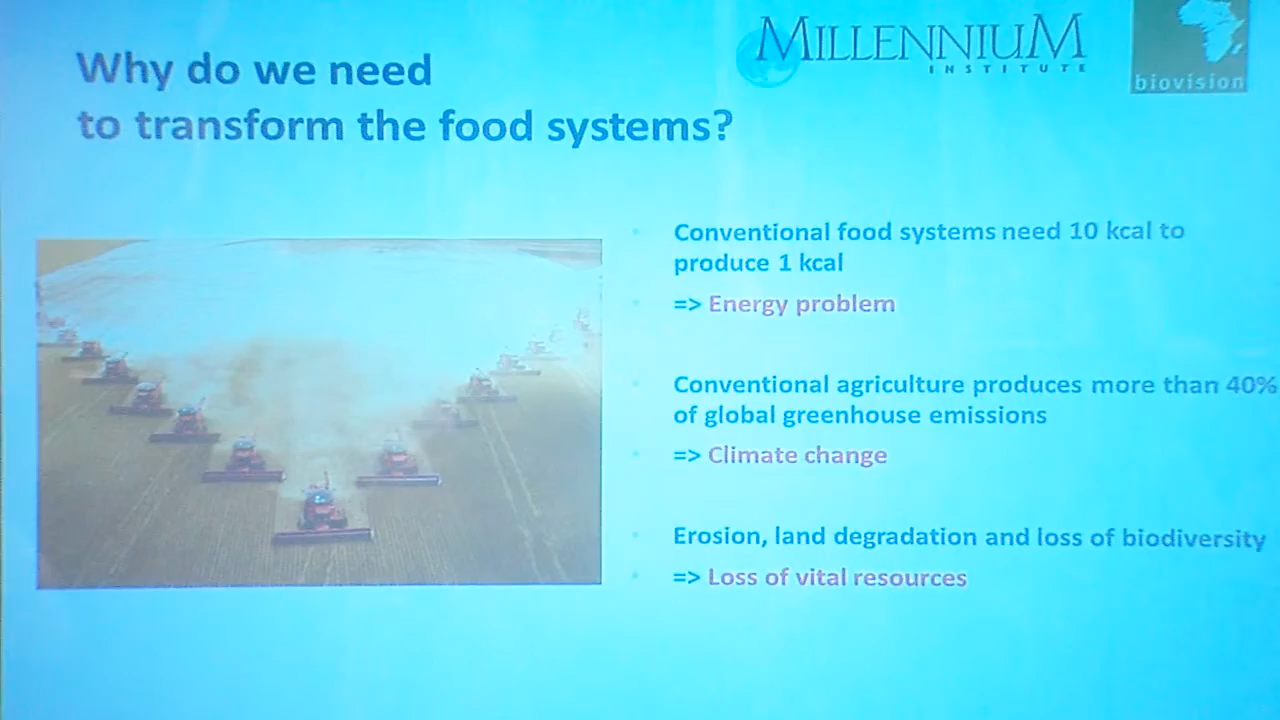 Why do we need
to transform the food systems?
MILLENNIUM
INSTITUTE
biovision
Conventional food systems need 10 kcal to
produce 1 kcal
=> Energy problem
Conventional agriculture produces more than 40%
of global greenhouse emissions
=> Climate change
Erosion, land degradation and loss of biodiversity
=> Loss of vital resources